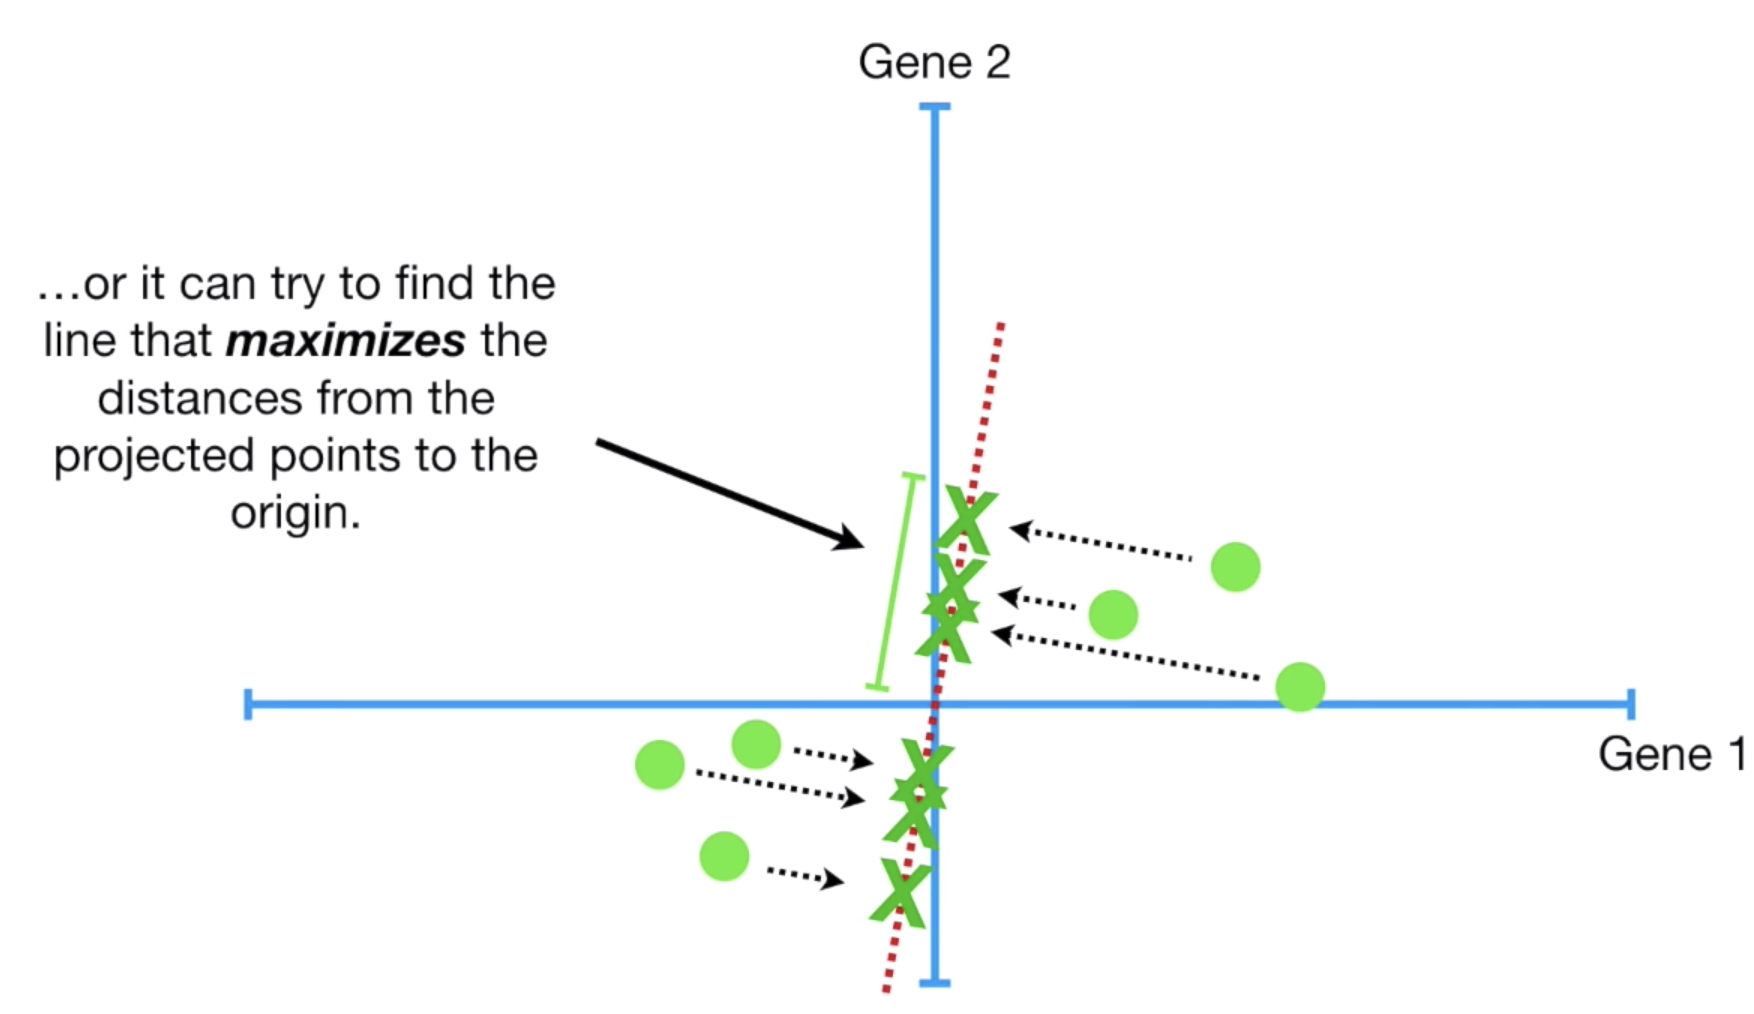 Gene 2
...or it can try to find the
line that maximizes the
distances from the
projected points to the
origin.
Gene 1